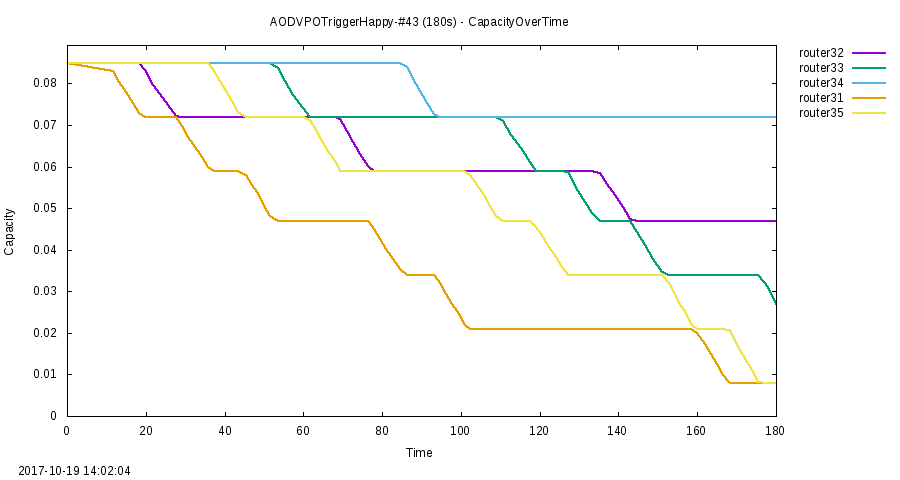 AODVPOTriggerHappy-#43 (180s) - CapacityOverTime
router32
router33
router34
router31
router35
0.08
0.07
0.06
0.05
0.04
0.03
0.02
0.01
0
Capacity
0 20 40 60 80 100 120 140 160 180
Time
2017-10-19 14:02:04